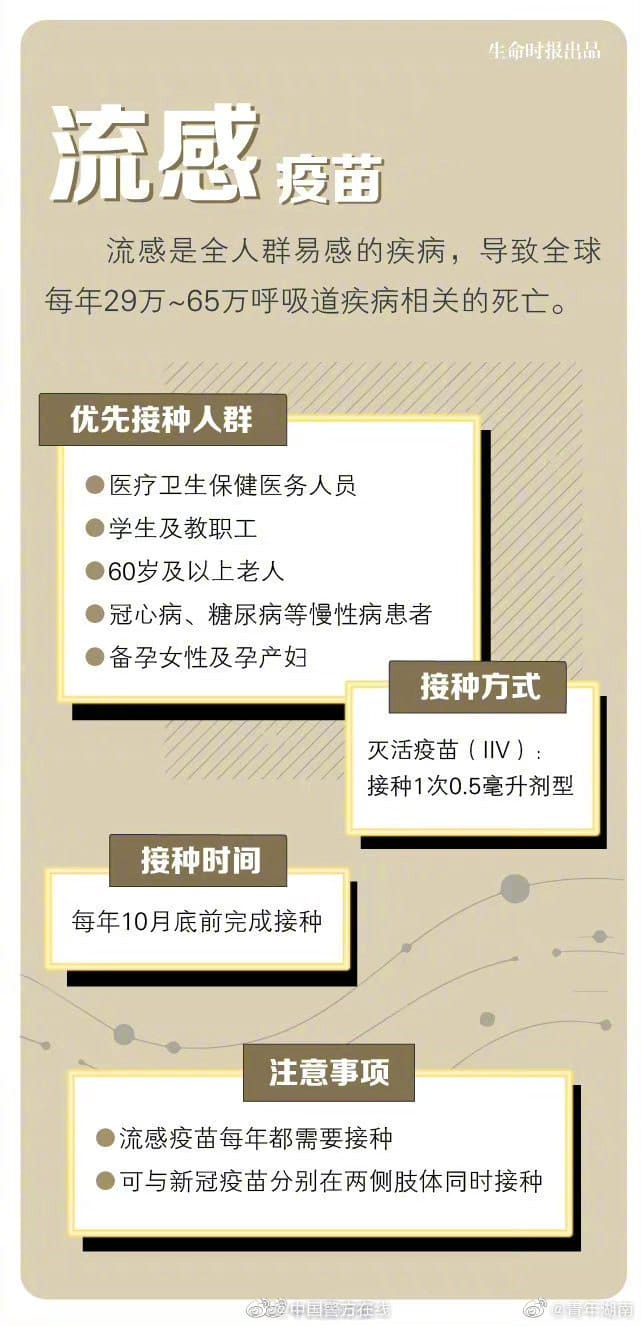 生命时报出品
流感疫苗
流感是全人群易感的疾病，导致全球
每年29万~65万呼吸道疾病相关的死亡。
优先接种人群
●医疗卫生保健医务人员
●学生及教职工
●60岁及以上老人
●冠心病、糖尿病等慢性病患者
●备孕女性及孕产妇
接种方式
灭活疫苗（IIV）：
接种1次0.5毫升剂型
接种时间
每年10月底前完成接种
注意事项
●流感疫苗每年都需要接种
●可与新冠疫苗分别在两侧肢体同时接种
@中国警方在线
@青年湖南